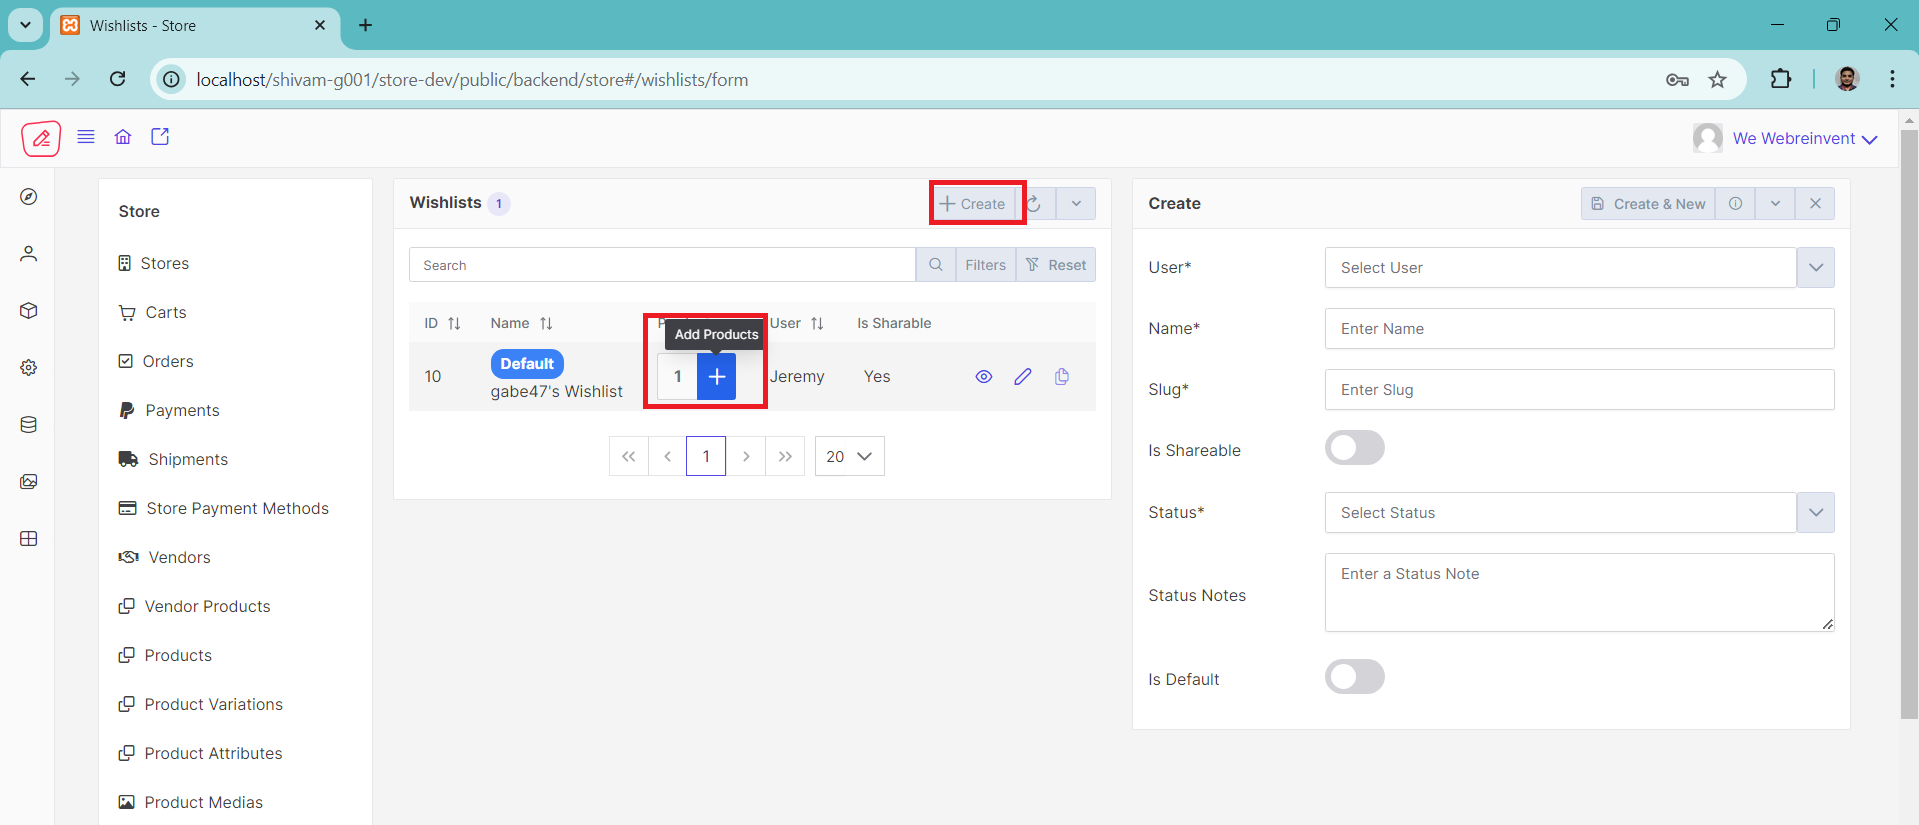 Wishlists - Store
localhost/shivam-g001/store-dev/public/backend/store#/wishlists/form
We Webreinvent
Store
Stores
Carts
Orders
Payments
Shipments
Store Payment Methods
Vendors
Vendor Products
Products
Product Variations
Product Attributes
Product Medias
Wishlists 1
Create
Search
Filters
Reset
ID Name User Is Sharable
Add Products
10 Default 1 Jeremy Yes
gabe47's Wishlist
1 20
Create
Create & New
User* Select User
Name* Enter Name
Slug* Enter Slug
Is Shareable
Status* Select Status
Status Notes Enter a Status Note
Is Default